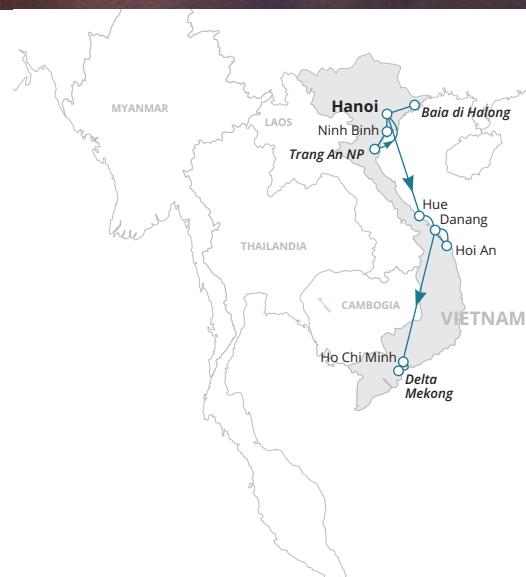 MYANMAR
LAOS
Hanoi
Baia di Halong
Ninh Binh
Trang An NP
Hue
Danang
Hoi An
THAILANDIA
CAMBOGIA
VIETNAM
Ho Chi Minh
Delta
Mekong